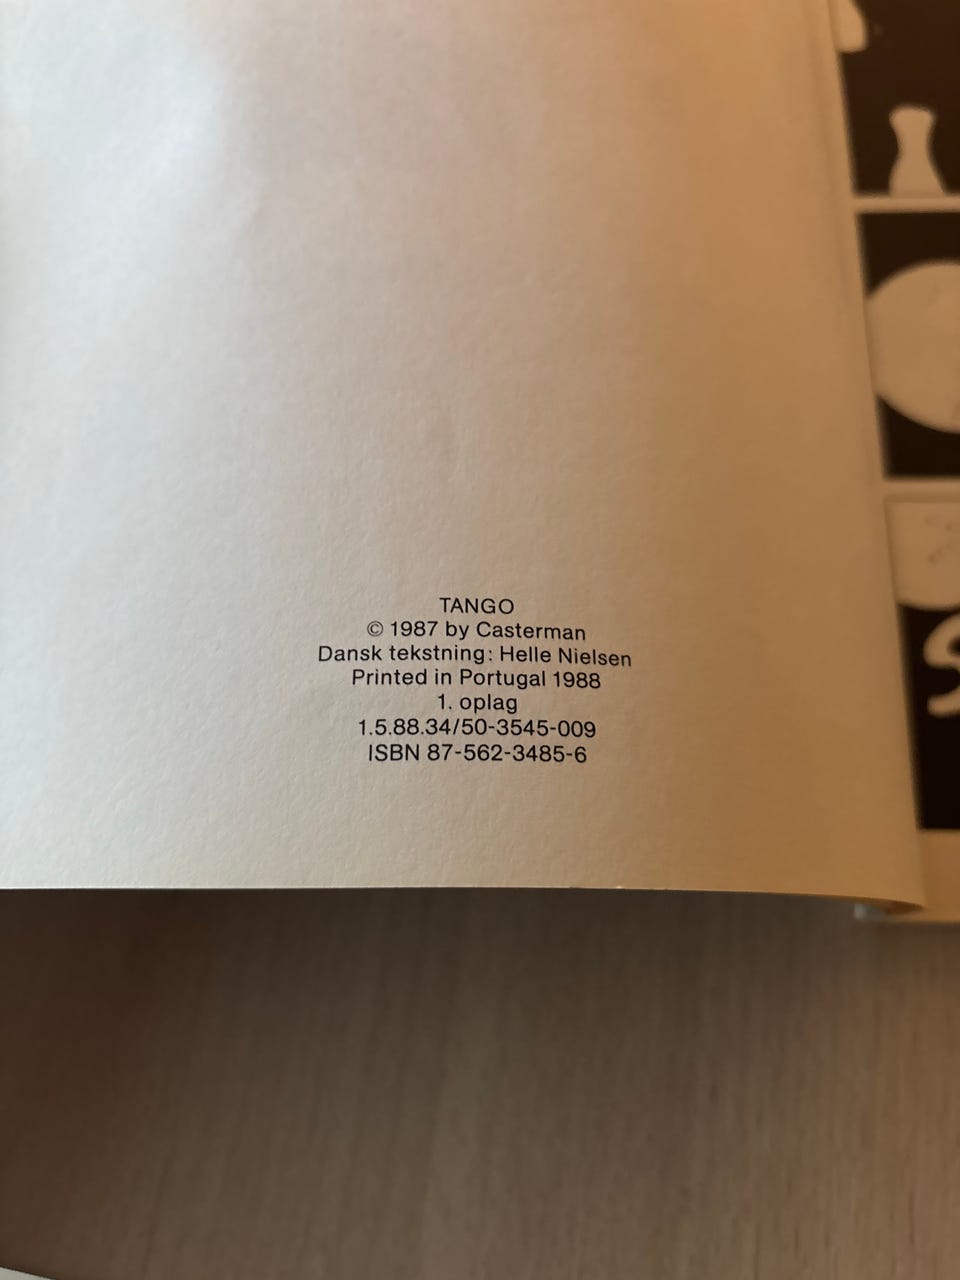 TANGO
© 1987 by Casterman
Dansk tekstning: Helle Nielsen
Printed in Portugal 1988
1. oplag
1.5.88.34/50-3545-009
ISBN 87-562-3485-6